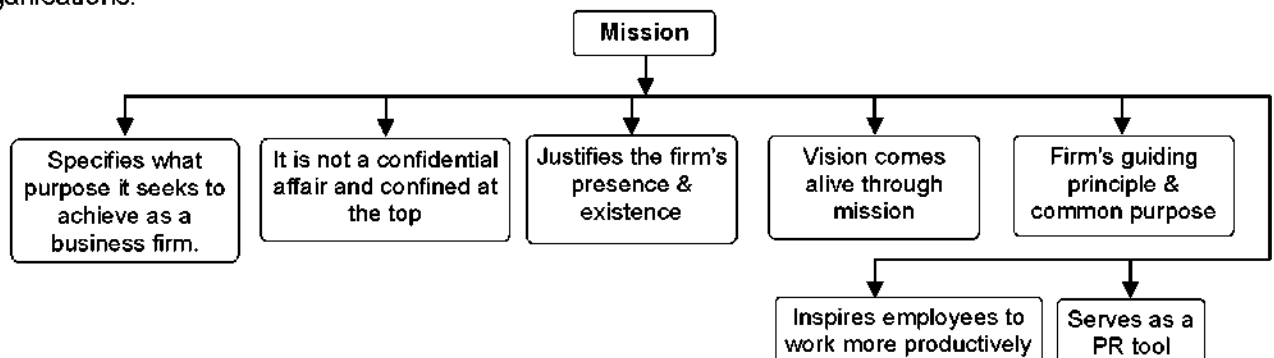 ganisations.
Mission
Specifies what
purpose it seeks to
achieve as a
business firm.
It is not a confidential
affair and confined at
the top
Justifies the firm's
presence &
existence
Vision comes
alive through
mission
Firm's guiding
principle &
common purpose
Inspires employees to
work more productively
Serves as a
PR tool